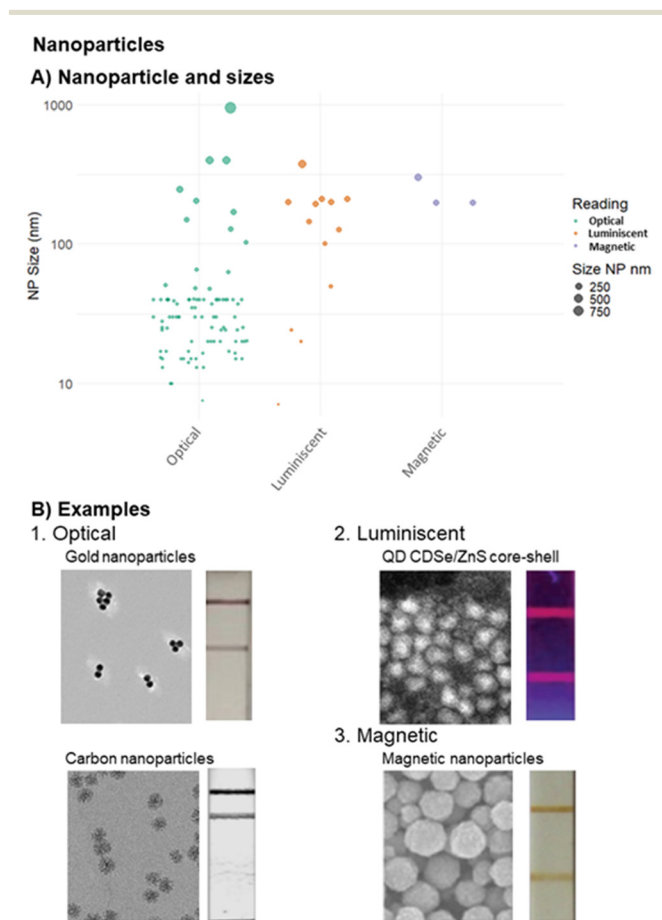 Nanoparticles
A) Nanoparticle and sizes
1000
100
10
NP Size (nm)
Optical
Luminiscent
Magnetic
Reading
Optical
Luminiscent
Magnetic
Size NP nm
250
500
750
B) Examples
1. Optical
Gold nanoparticles
2. Luminiscent
QD CDSe/ZnS core-shell
Carbon nanoparticles
3. Magnetic
Magnetic nanoparticles